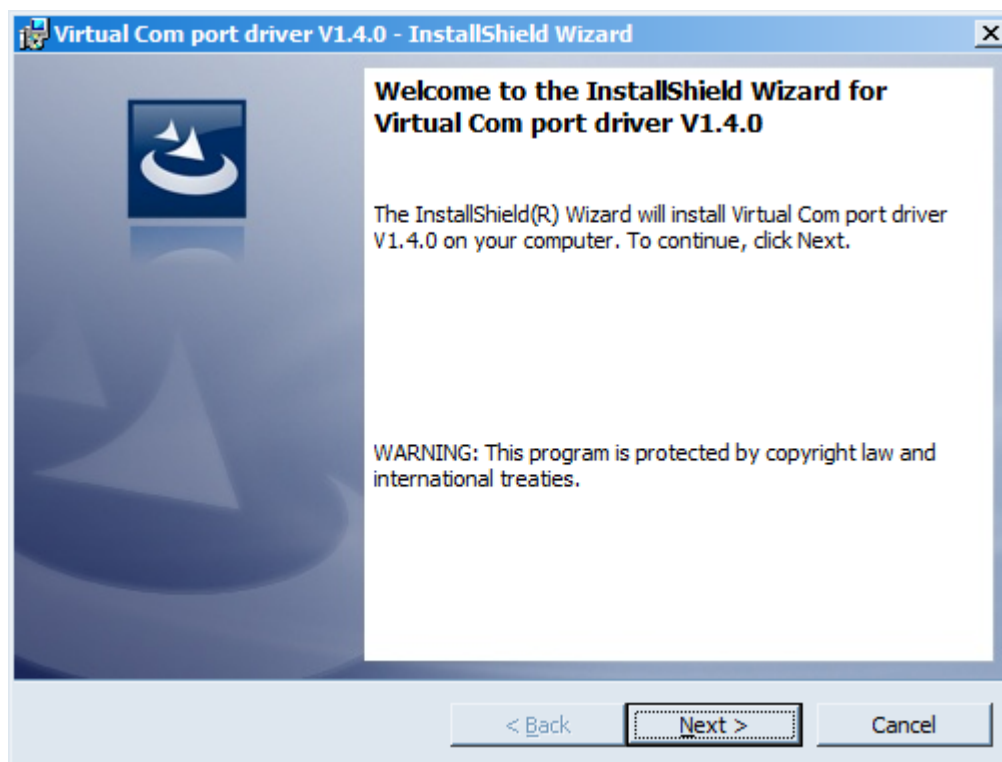 Virtual Com port driver V1.4.0 - InstallShield Wizard
Welcome to the InstallShield Wizard for
Virtual Com port driver V1.4.0
The InstallShield(R) Wizard will install Virtual Com port driver
V1.4.0 on your computer. To continue, click Next.
WARNING: This program is protected by copyright law and
international treaties.
< Back
Next >
Cancel